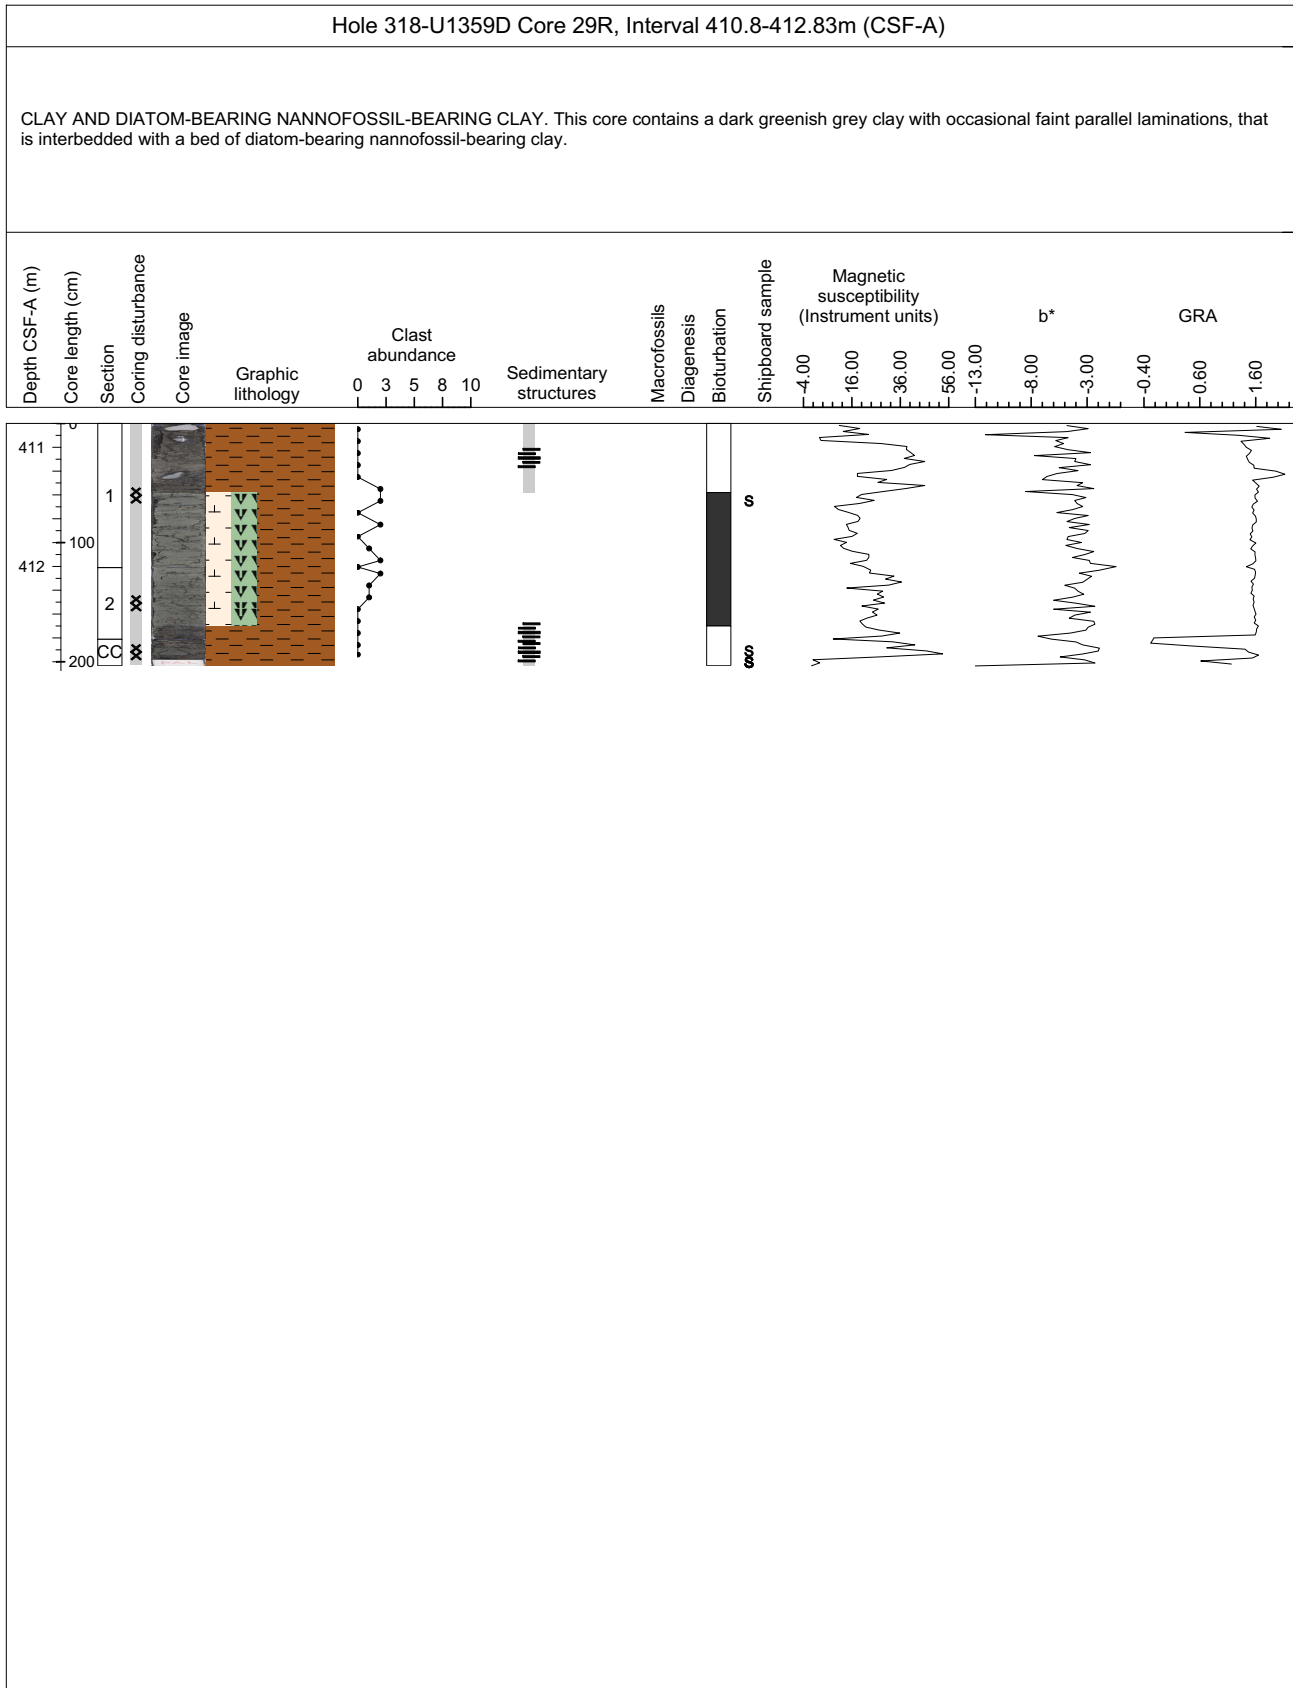 Hole 318-U1359D Core 29R, Interval 410.8-412.83m (CSF-A)
CLAY AND DIATOM-BEARING NANNOFOSSIL-BEARING CLAY. This core contains a dark greenish grey clay with occasional faint parallel laminations, that
is interbedded with a bed of diatom-bearing nannofossil-bearing clay.
Depth CSF-A (m)
Core length (cm)
Section
Coring disturbance
Core image
Graphic
lithology
Clast
abundance
0 3 5 8 10
Sedimentary
structures
Macrofossils
Diagenesis
Bioturbation
Shipboard sample
Magnetic
susceptibility
(Instrument units)
-4.00 16.00 36.00 56.00
b*
-13.00 -8.00 -3.00
GRA
-0.40 0.60 1.60
0
411
1
S
100
412
2
CC
S
S
S
200